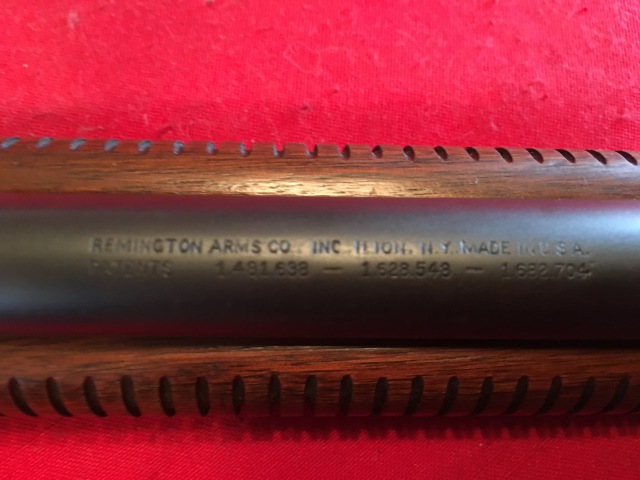 REMINGTON ARMS CO., INC. ILION, N.Y. MADE IN U.S.A.
PATENTS 1,481,638 — 1,628,548 — 1,682,704